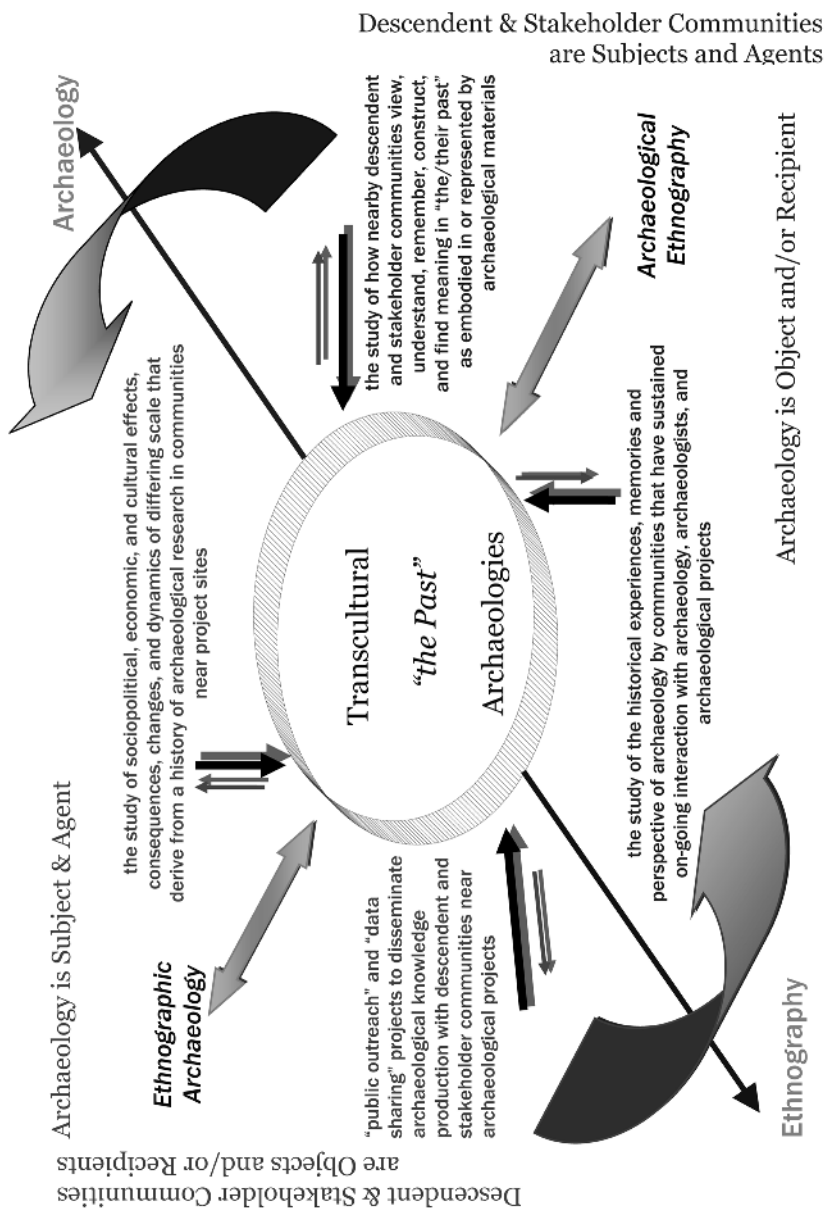 Descendent & Stakeholder Communities
are Objects and/or Recipients
Archaeology is Subject & Agent
Archaeology
Ethnographic
Archaeology
the study of sociopolitical, economic, and cultural effects,
consequences, changes, and dynamics of differing scale that
derive from a history of archaeological research in communities
near project sites
"public outreach" and "data
sharing" projects to disseminate
archaeological knowledge
production with descendent and
stakeholder communities near
archaeological projects
Transcultural
"the Past"
Archaeologies
the study of how nearby descendent
and stakeholder communities view,
understand, remember, construct,
and find meaning in "the/their past"
as embodied in or represented by
archaeological materials
the study of the historical experiences, memories and
perspective of archaeology by communities that have sustained
on-going interaction with archaeology, archaeologists, and
archaeological projects
Archaeological
Ethnography
Ethnography
Archaeology is Object and/or Recipient
Descendent & Stakeholder Communities
are Subjects and Agents